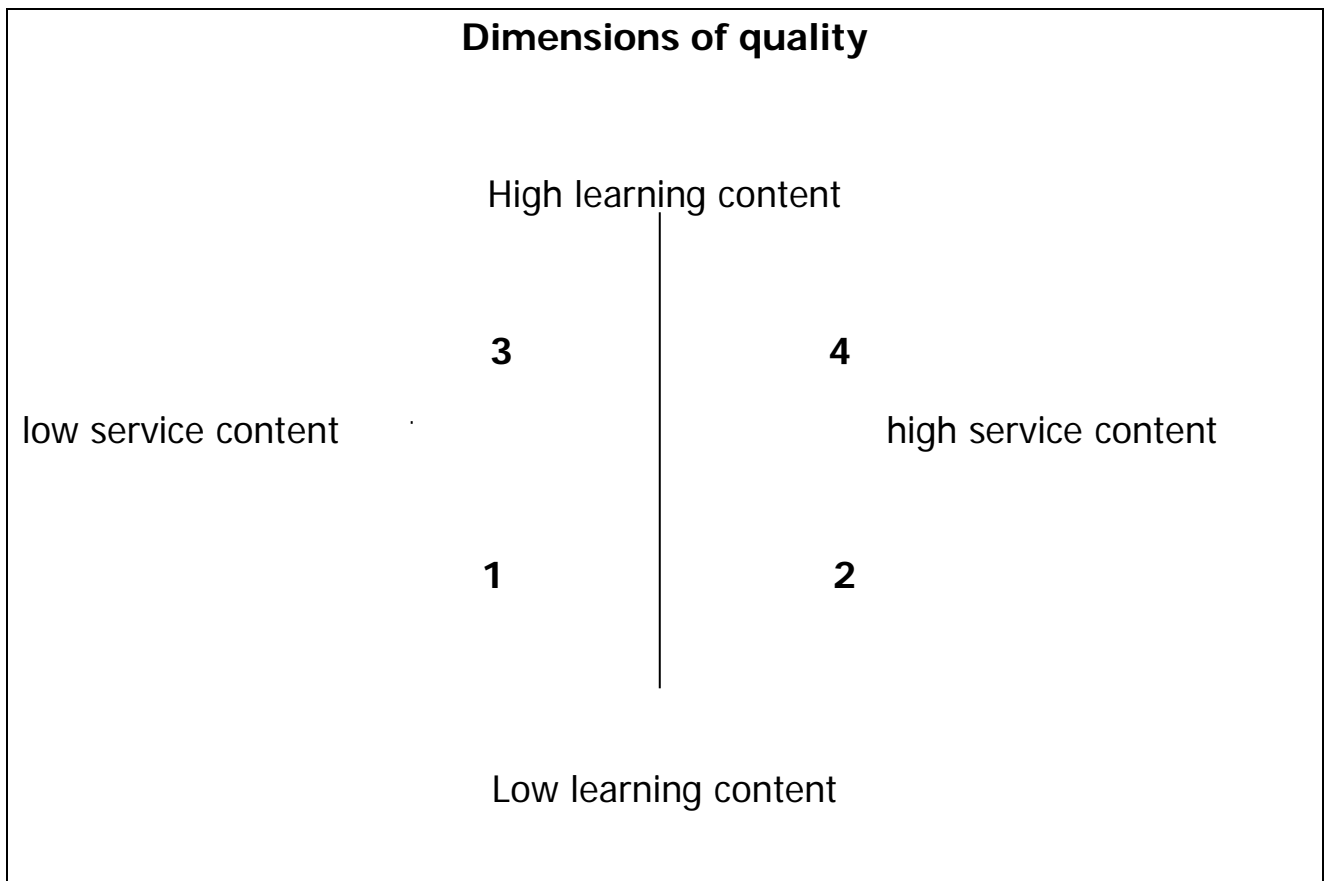 Dimensions of quality
High learning content
3 4
low service content high service content
1 2
Low learning content